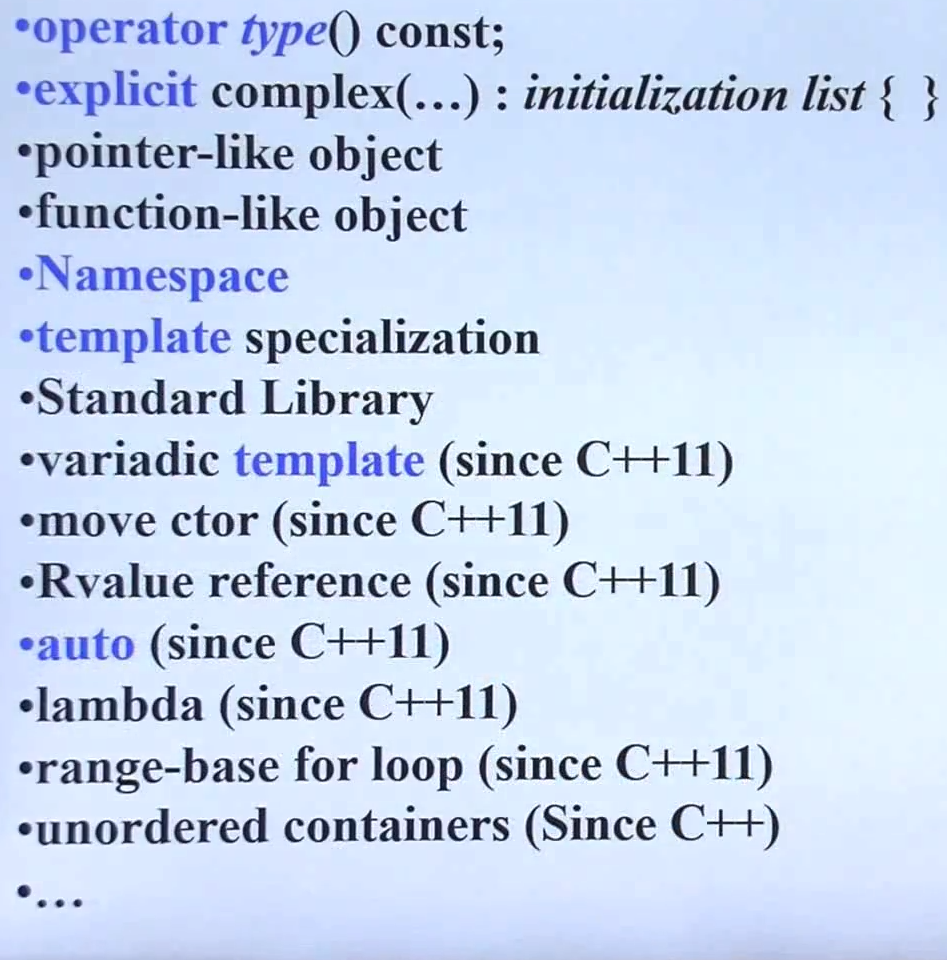 •operator type() const;
•explicit complex(…) : initialization list { }
•pointer-like object
•function-like object
•Namespace
•template specialization
•Standard Library
•variadic template (since C++11)
•move ctor (since C++11)
•Rvalue reference (since C++11)
•auto (since C++11)
•lambda (since C++11)
•range-base for loop (since C++11)
•unordered containers (Since C++)
•…